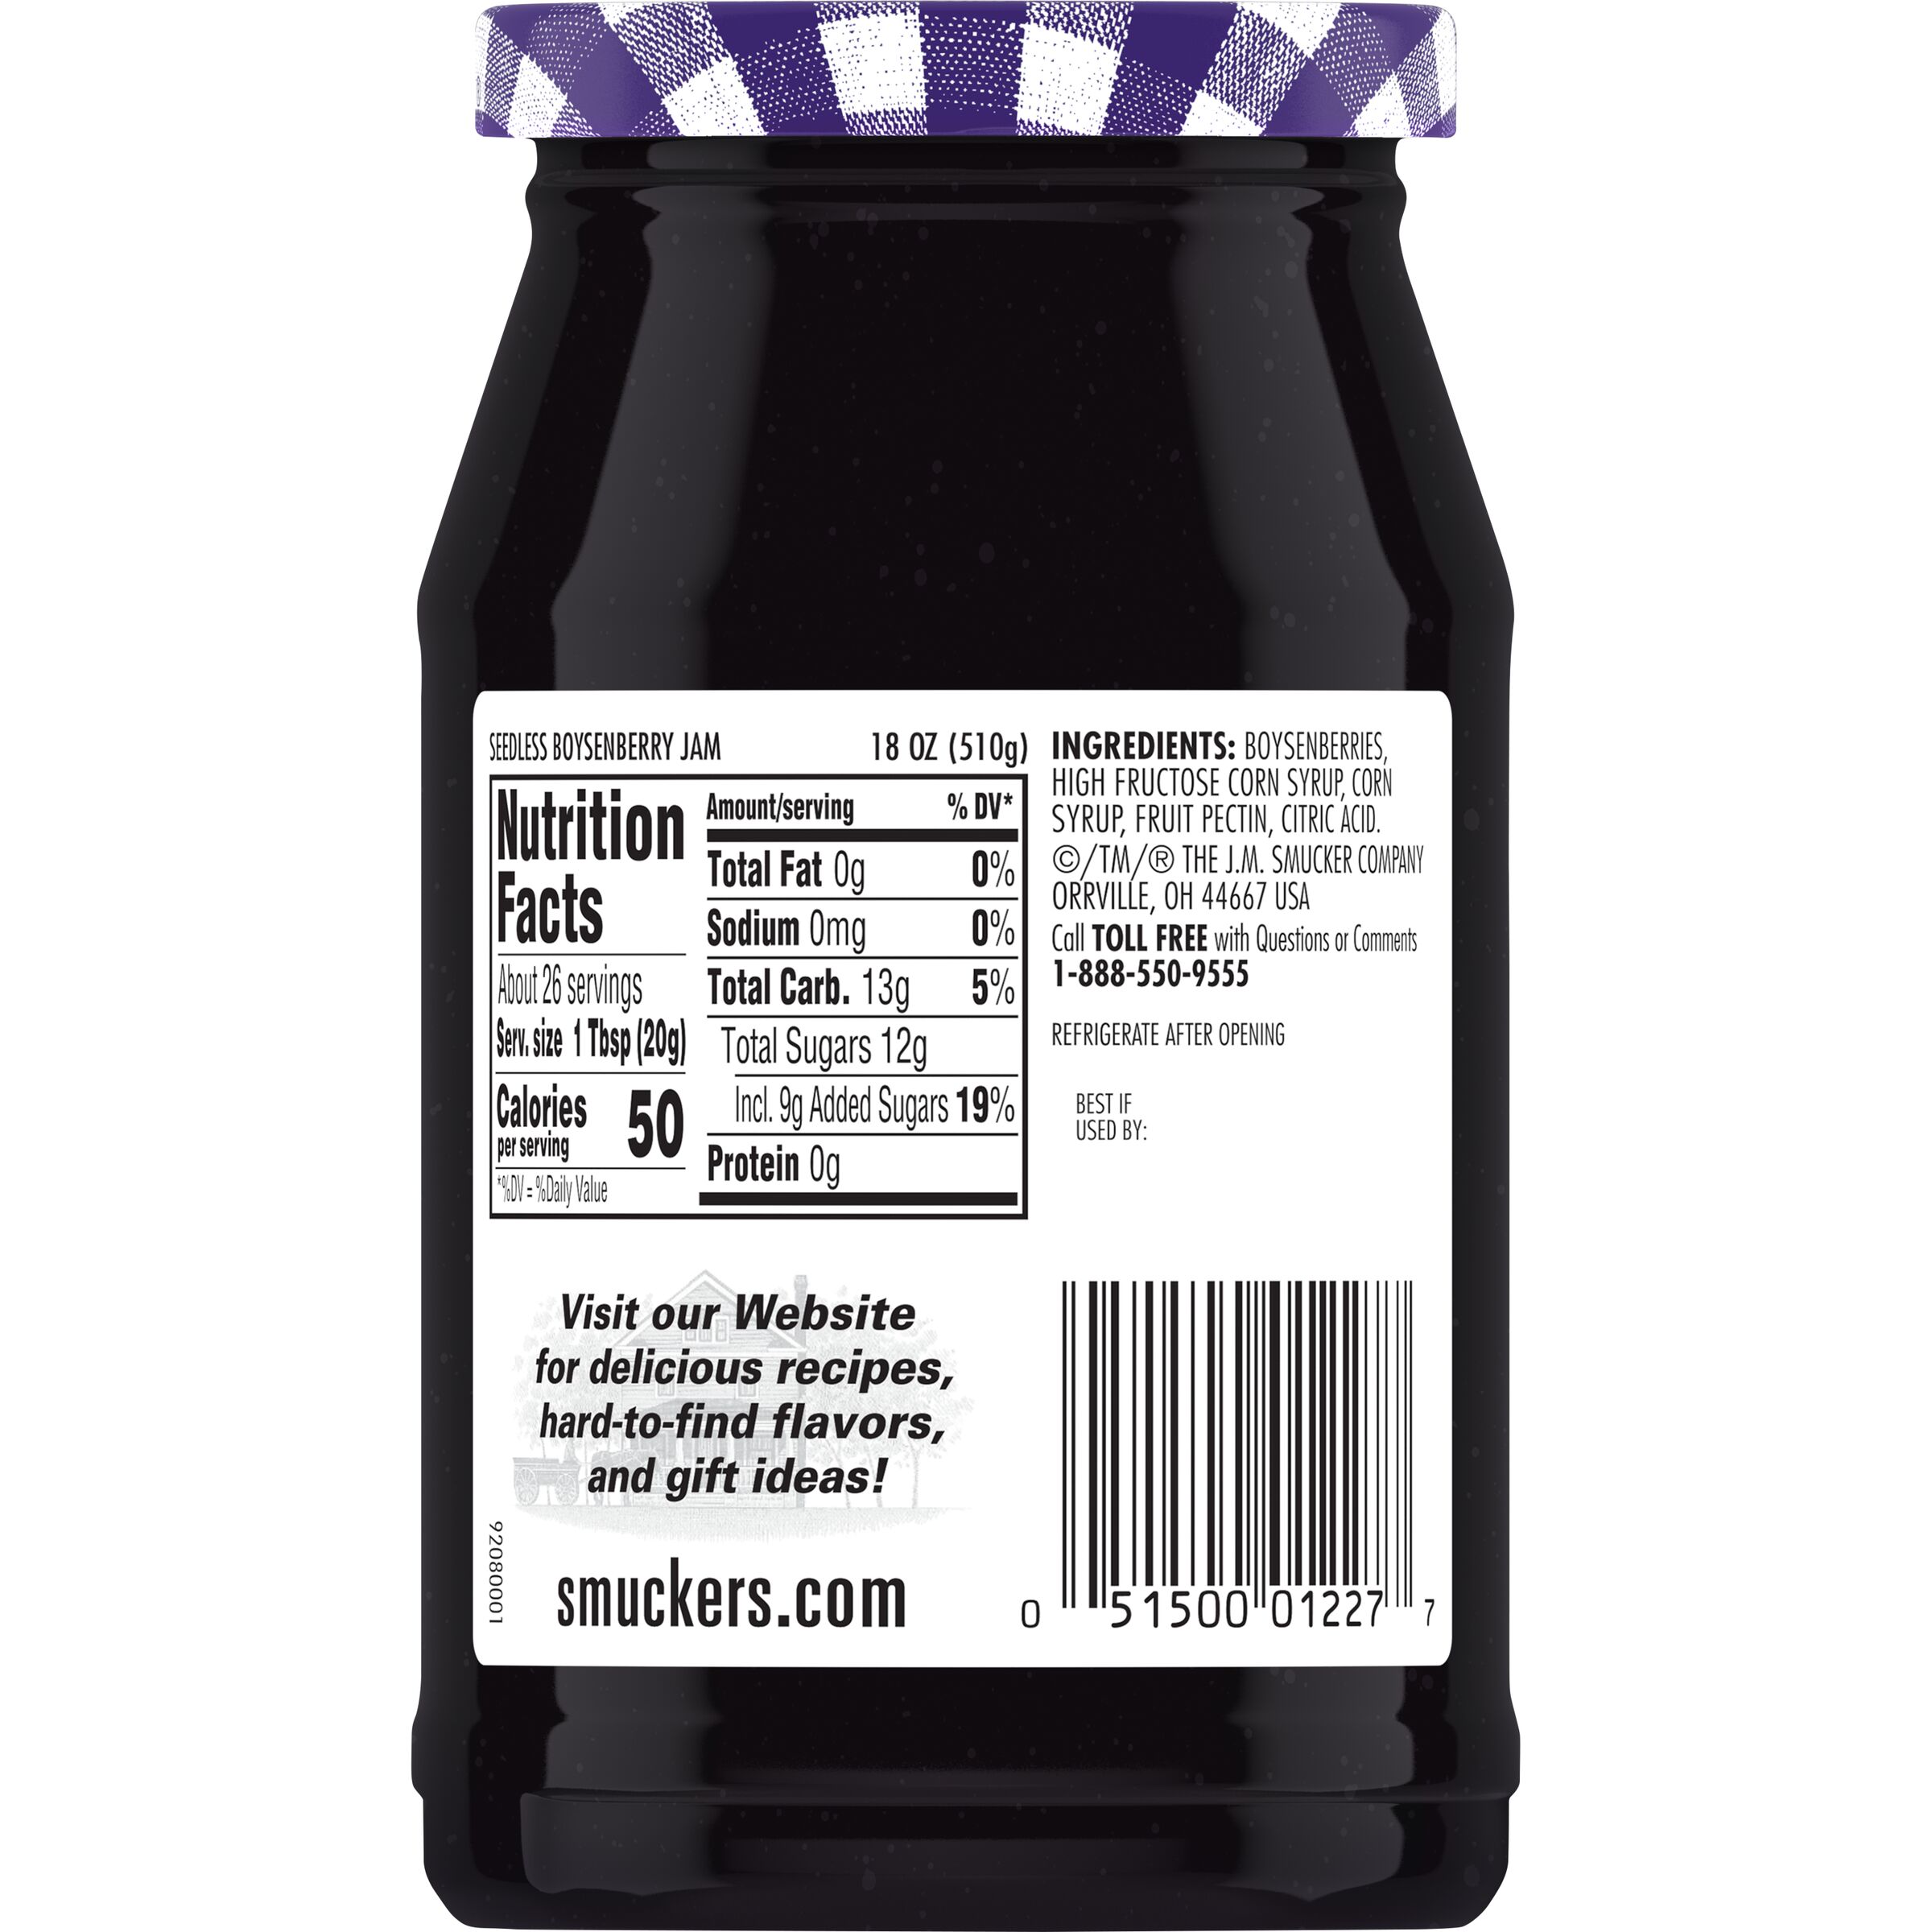 SEEDLESS BOYSENBERRY JAM 18 OZ (510g)
Nutrition
Facts
About 26 servings
Serv. size 1 Tbsp (20g)
Calories 50
per serving
*%DV = %Daily Value
Amount/serving % DV*
Total Fat 0g 0%
Sodium 0mg 0%
Total Carb. 13g 5%
Total Sugars 12g
Incl. 9g Added Sugars 19%
Protein 0g
INGREDIENTS: BOYSENBERRIES,
HIGH FRUCTOSE CORN SYRUP, CORN
SYRUP, FRUIT PECTIN, CITRIC ACID.
©/TM/® THE J.M. SMUCKER COMPANY
ORRVILLE, OH 44667 USA
Call TOLL FREE with Questions or Comments
1-888-550-9555
REFRIGERATE AFTER OPENING
BEST IF
USED BY:
Visit our Website
for delicious recipes,
hard-to-find flavors,
and gift ideas!
smuckers.com
92080001
0 51500 01227 7